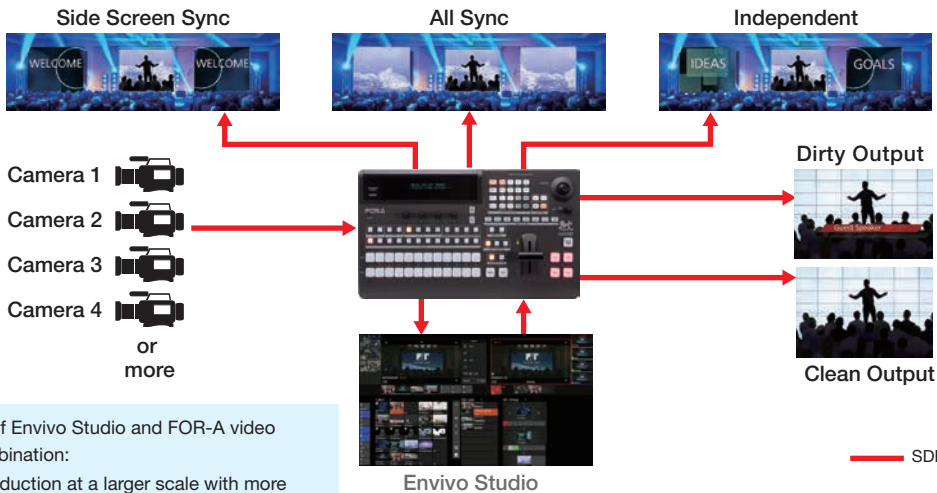 Side Screen Sync
All Sync
Independent
WELCOME
WELCOME
IDEAS
GOALS
Camera 1
Camera 2
Camera 3
Camera 4
or
more
FOR-A
Dirty Output
Guest Speaker
Clean Output
f Envivo Studio and FOR-A video
bination:
duction at a larger scale with more
Envivo Studio
SDI